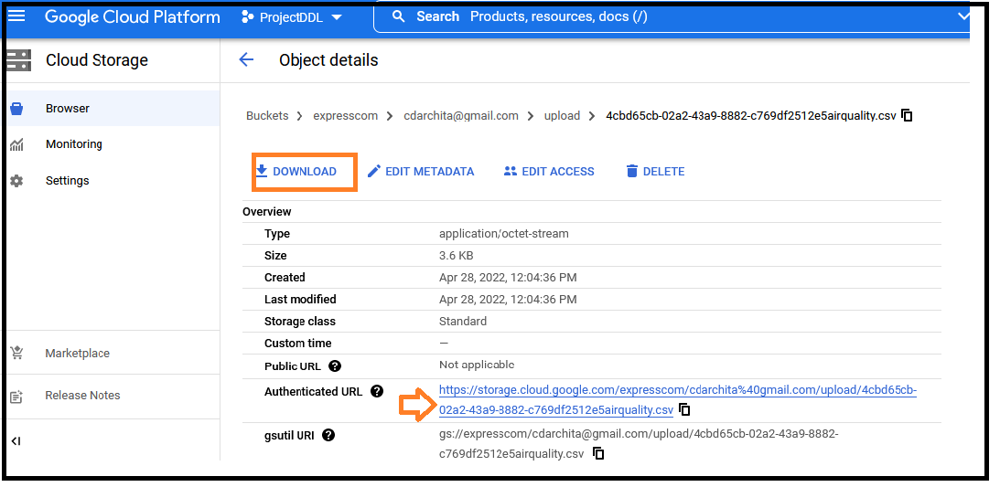 Google Cloud Platform ProjectDDL Search Products, resources, docs (/)
Cloud Storage Object details
Browser
Monitoring
Settings
Marketplace
Release Notes
Buckets > expresscom > cdarchita@gmail.com > upload > 4cbd65cb-02a2-43a9-8882-c769df2512e5airquality.csv
DOWNLOAD EDIT METADATA EDIT ACCESS DELETE
Overview
Type application/octet-stream
Size 3.6 KB
Created Apr 28, 2022, 12:04:36 PM
Last modified Apr 28, 2022, 12:04:36 PM
Storage class Standard
Custom time —
Public URL ? Not applicable
Authenticated URL ? https://storage.cloud.google.com/expresscom/cdarchita%40gmail.com/upload/4cbd65cb-
02a2-43a9-8882-c769df2512e5airquality.csv
gsutil URI ? gs://expresscom/cdarchita@gmail.com/upload/4cbd65cb-02a2-43a9-8882-
c769df2512e5airquality.csv